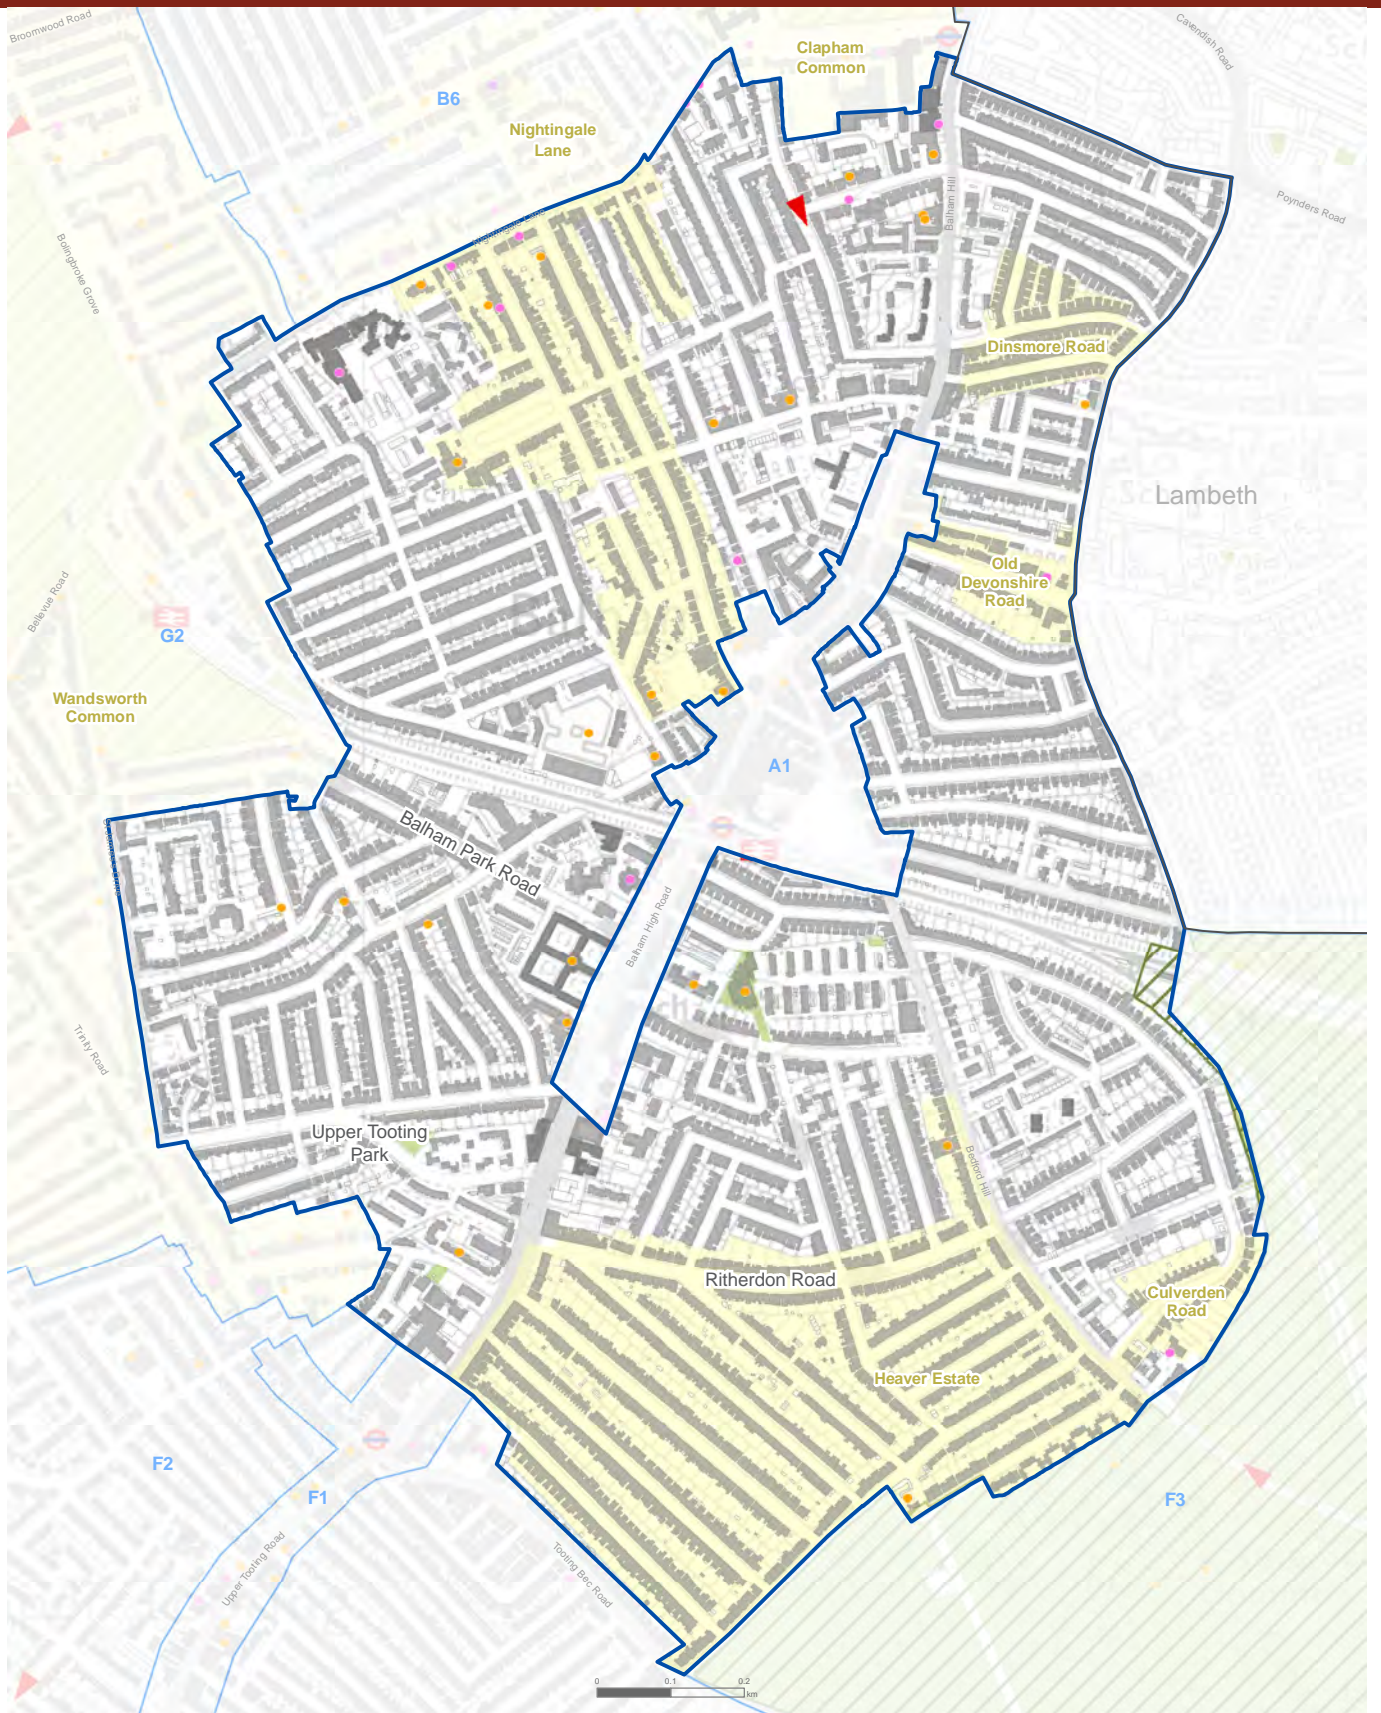 Broomwood Road
Cavendish Road
Clapham
Common
B6
Nightingale
Lane
Poynders Road
Balham Hill
Nightingale Lane
Bolingbroke Grove
Dinsmore Road
Lambeth
Old
Devonshire
Road
Bellevue Road
G2
Wandsworth
Common
A1
Balham Park Road
Balham High Road
Trinity Road
Upper Tooting
Park
Bedford Hill
Ritherdon Road
Culverden
Road
Heaver Estate
F2
F1
F3
Upper Tooting Road
Tooting Bec Road
0 0.1 0.2
km